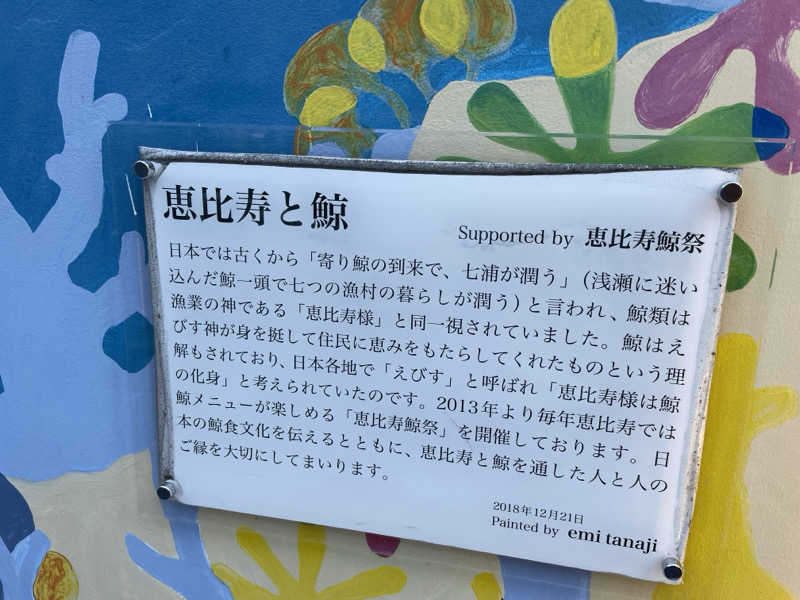 恵比寿と鯨
Supported by 恵比寿鯨祭
日本では古くから「寄り鯨の到来で、七浦が潤う」(浅瀬に迷い
込んだ鯨一頭で七つの漁村の暮らしが潤う)と言われ、鯨類は
漁業の神である「恵比寿様」と同一視されていました。鯨はえ
びす神が身を挺して住民に恵みをもたらしてくれたものという理
解もされており、日本各地で「えびす」と呼ばれ「恵比寿様は鯨
の化身」と考えられていたのです。2013年より毎年恵比寿では
鯨メニューが楽しめる「恵比寿鯨祭」を開催しております。日
本の鯨食文化を伝えるとともに、恵比寿と鯨を通した人と人の
ご縁を大切にしてまいります。
2018年12月21日
Painted by emi tanaji